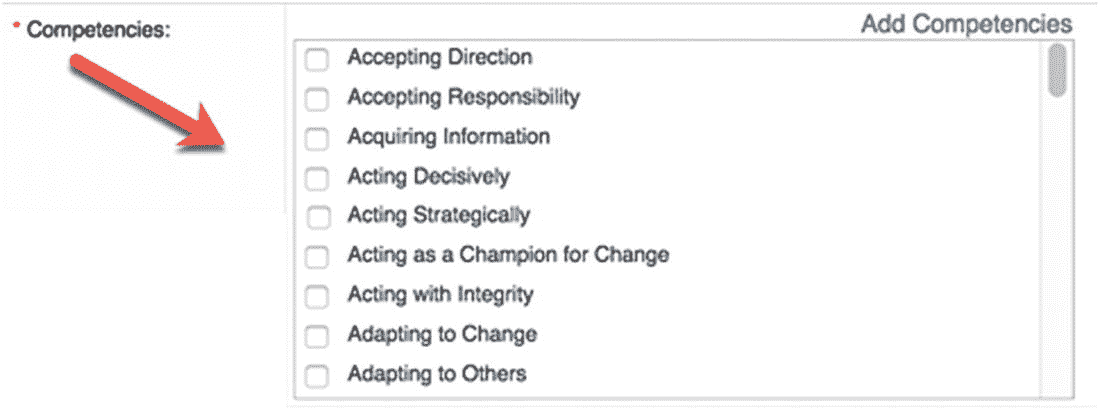 * Competencies:
Add Competencies
Accepting Direction
Accepting Responsibility
Acquiring Information
Acting Decisively
Acting Strategically
Acting as a Champion for Change
Acting with Integrity
Adapting to Change
Adapting to Others